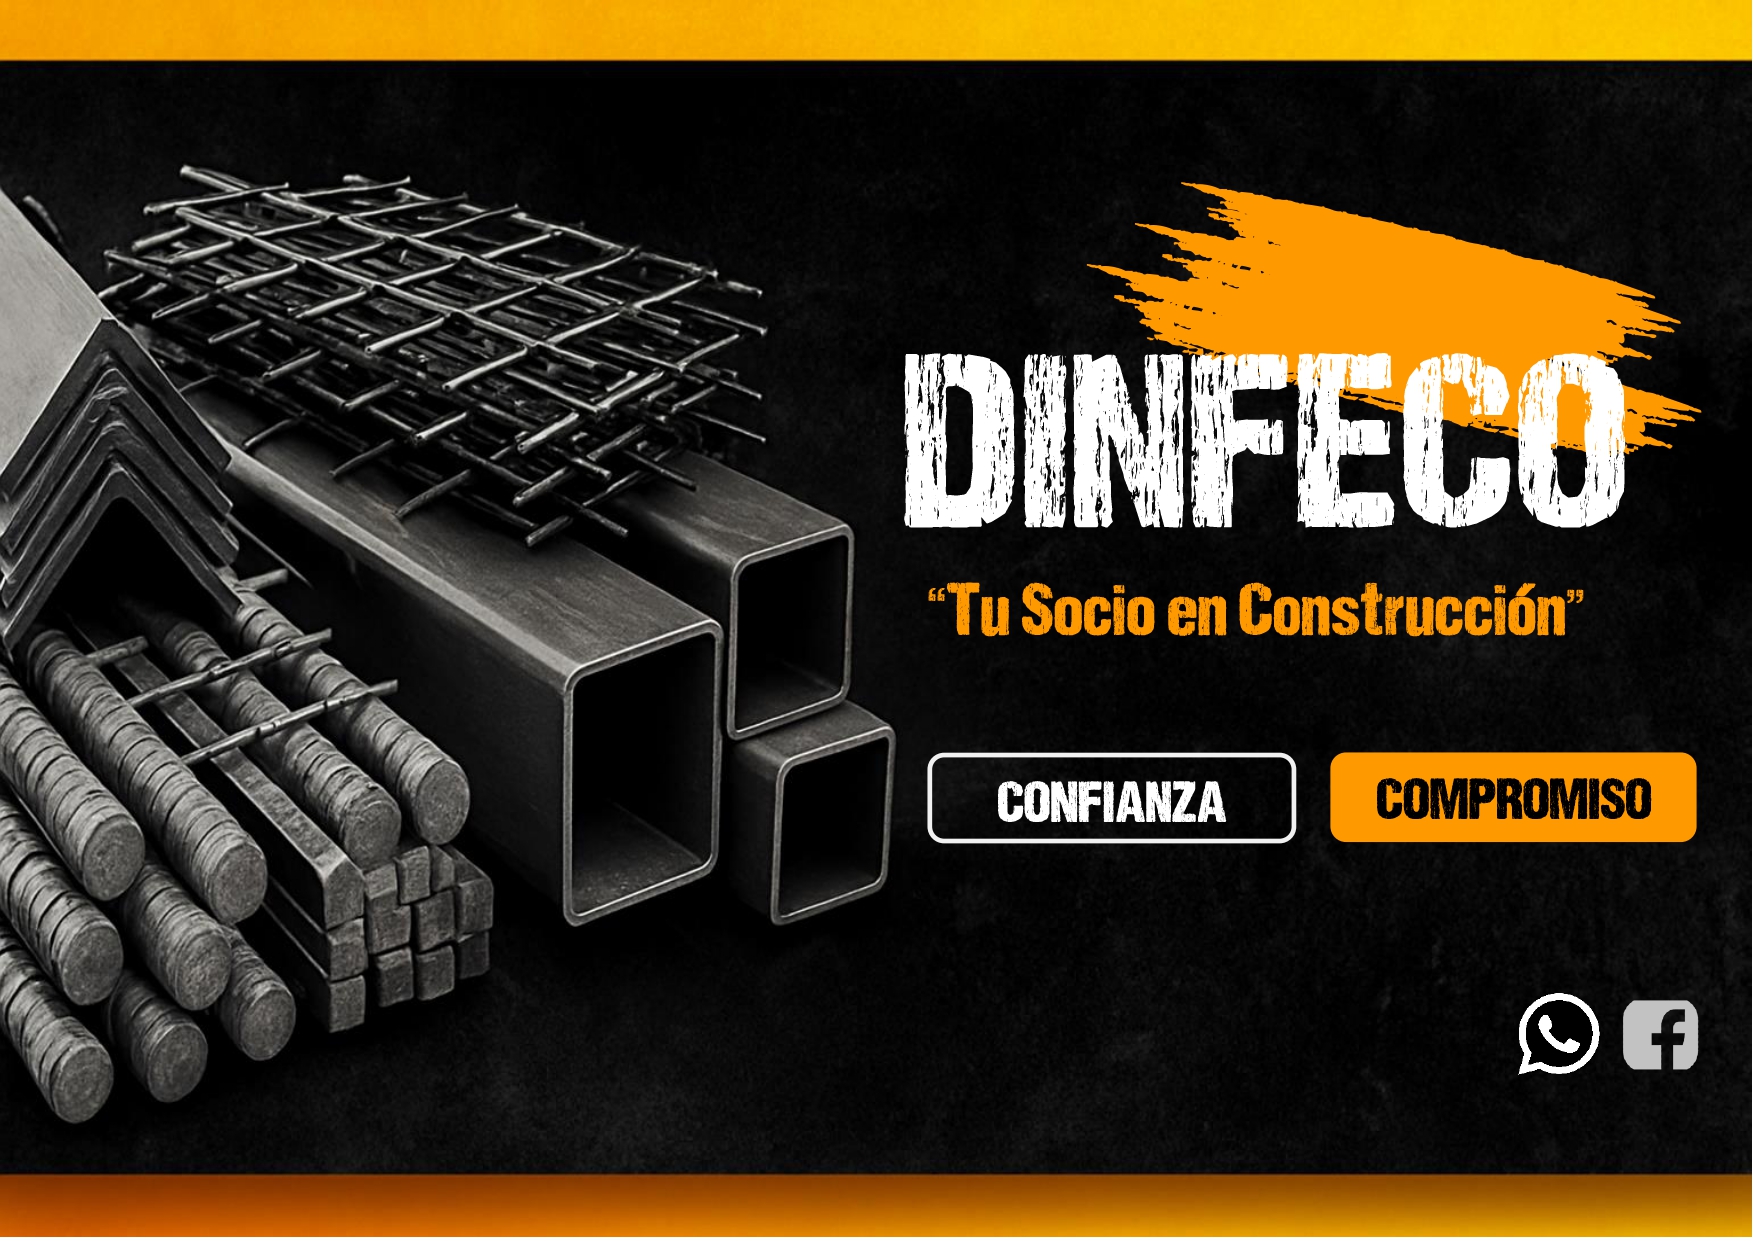 DINFECO
“Tu Socio en Construcción”
CONFIANZA
COMPROMISO